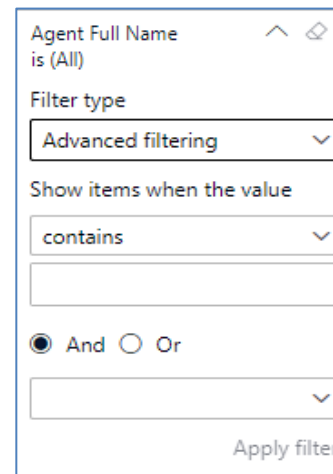 Agent Full Name
is (All)
Filter type
Advanced filtering
Show items when the value
contains
And Or
Apply filter